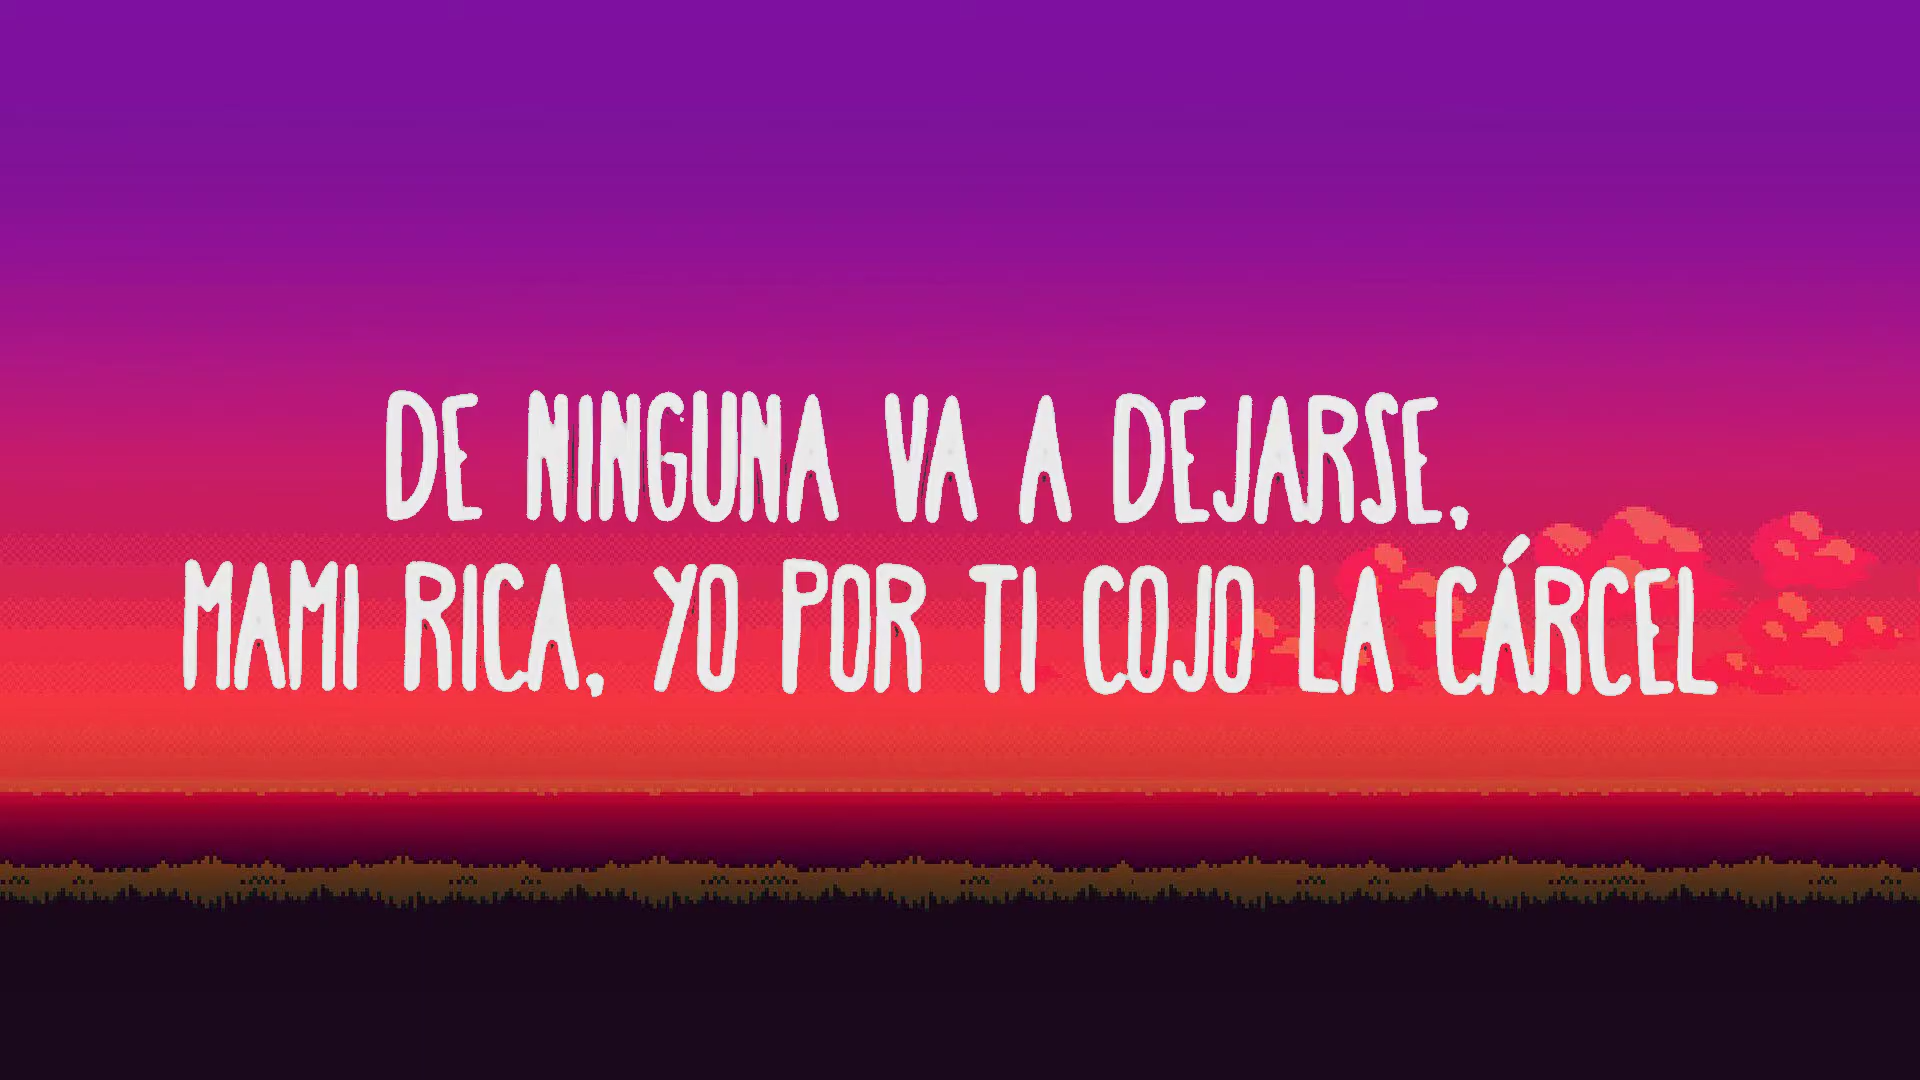 DE NINGUNA VA A DEJARSE,
MAMI RICA, YO POR TI COJO LA CÁRCEL